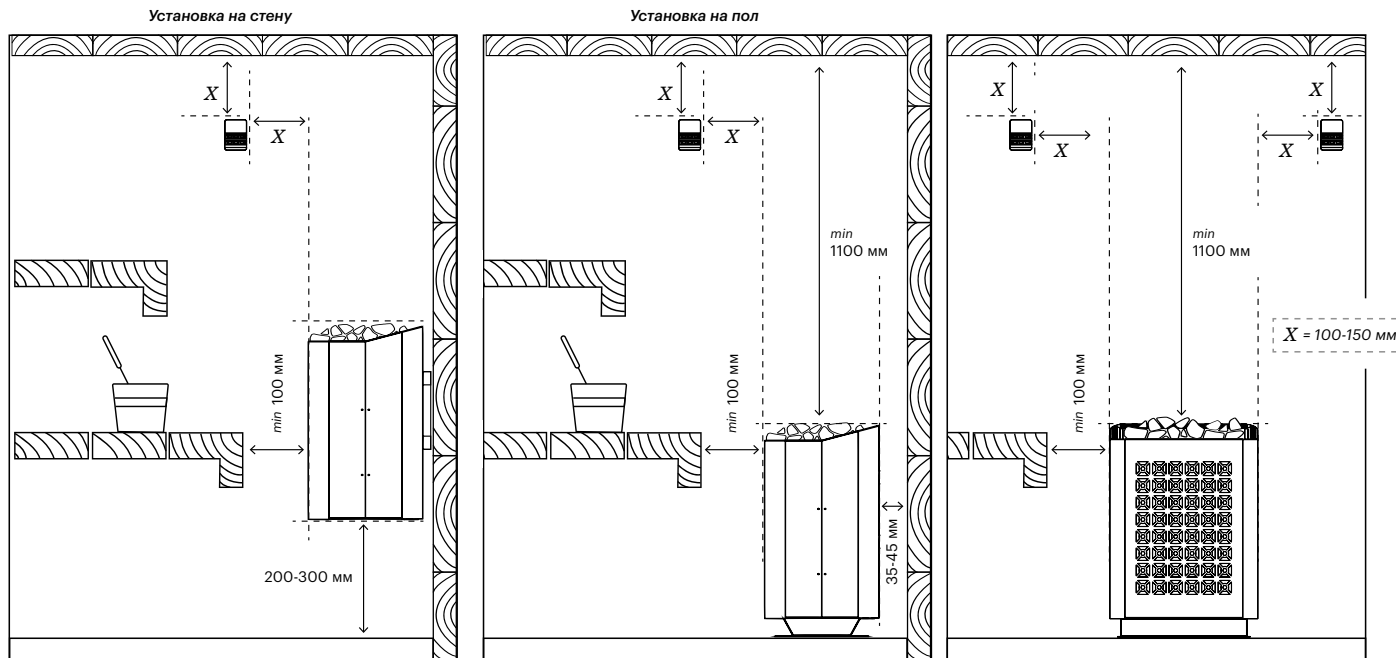 Установка на стену
X
X
min 100 мм
200-300 мм
Установка на пол
X
X
min
1100 мм
min 100 мм
35-45 мм
X
X
X
X
min
1100 мм
X = 100-150 мм
min 100 мм